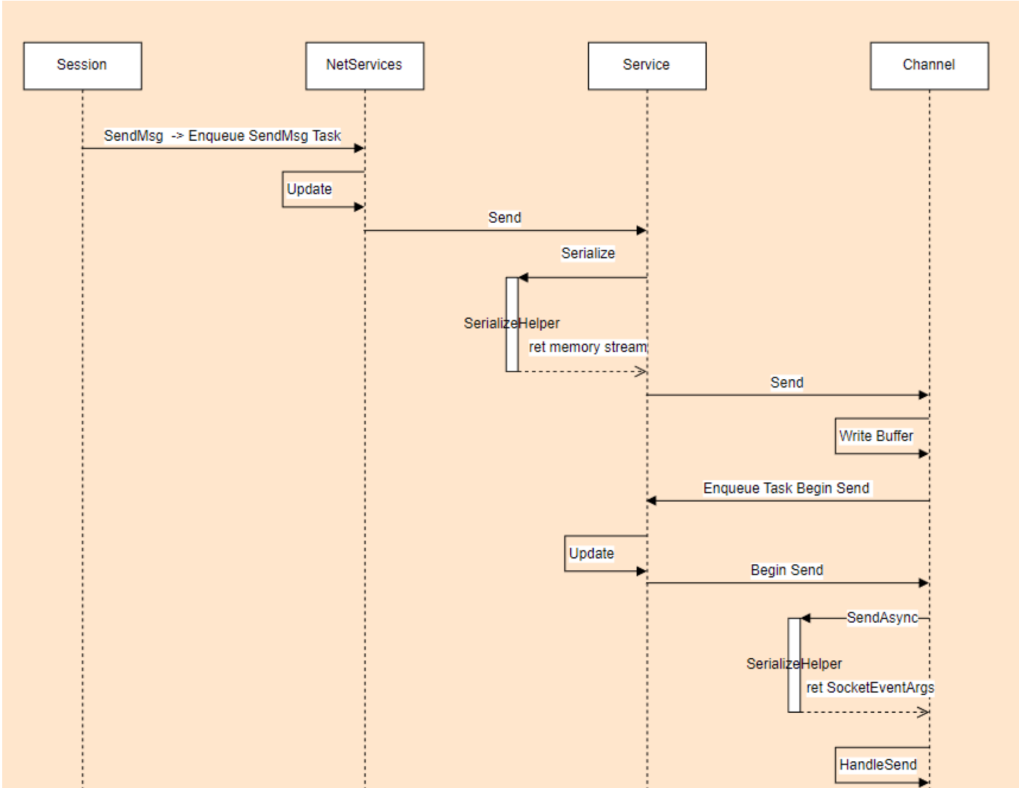 Session
NetServices
Service
Channel
SendMsg -> Enqueue SendMsg Task
Update
Send
Serialize
SerializeHelper
ret memory stream
Send
Write Buffer
Enqueue Task Begin Send
Update
Begin Send
SendAsync
SerializeHelper
ret SocketEventArgs
HandleSend